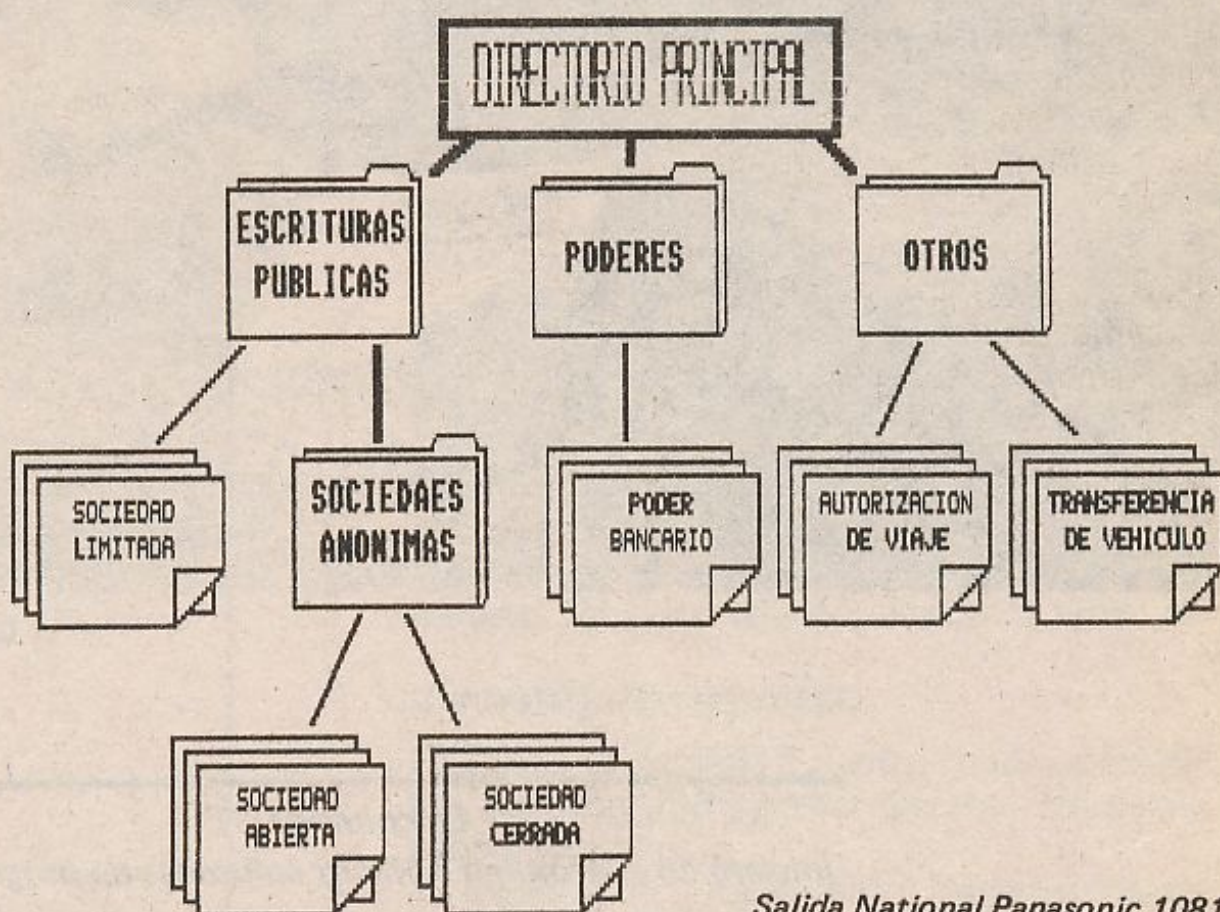 DIRECTORIO PRINCIPAL
ESCRITURAS
PUBLICAS
PODERES
OTROS
SOCIEDAD
LIMITADA
SOCIEDAES
ANONIMAS
PODER
BANCARIO
AUTORIZACION
DE VIAJE
TRANSFERENCIA
DE VEHICULO
SOCIEDAD
ABIERTA
SOCIEDAD
CERRADA
Salida National Panasonic 1081